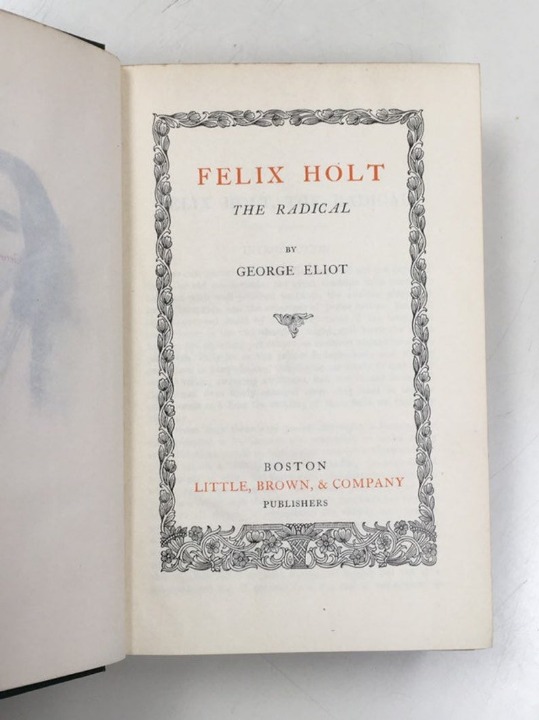 FELIX HOLT
THE RADICAL
BY
GEORGE ELIOT
BOSTON
LITTLE, BROWN, & COMPANY
PUBLISHERS